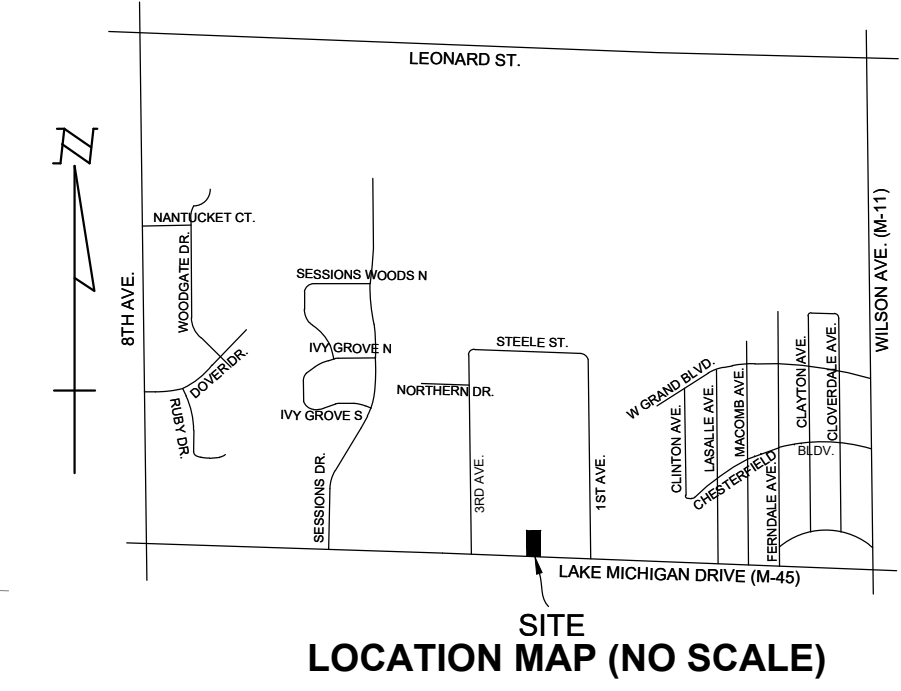 LEONARD ST.
N
NANTUCKET CT.
WOODGATE DR.
8TH AVE.
WILSON AVE. (M-11)
SESSIONS WOODS N
IVY GROVE N
STEELE ST.
DOVER DR.
RUBY DR.
NORTHERN DR.
IVY GROVE S
SESSIONS DR.
3RD AVE.
1ST AVE.
W GRAND BLVD.
CLINTON AVE.
LASALLE AVE.
MACOMB AVE.
CLAYTON AVE.
CLOVERDALE AVE.
CHESTERFIELD
BLDV.
FERNDALE AVE.
LAKE MICHIGAN DRIVE (M-45)
SITE
LOCATION MAP (NO SCALE)